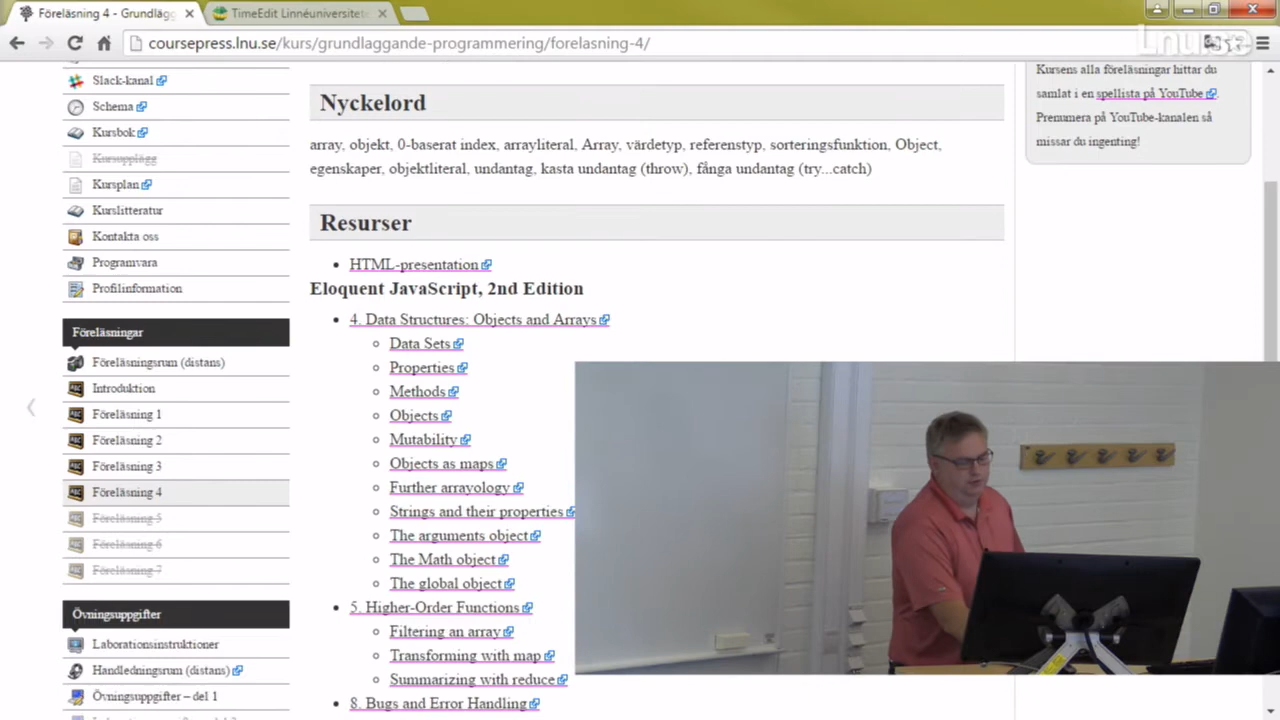 Föreläsning 4 - Grundläg
TimeEdit Linnéuniversitete
coursepress.lnu.se/kurs/grundlaggande-programmering/forelasning-4/
Lnu.se
Slack-kanal
Schema
Kursbok
Kursupplägg
Kursplan
Kurslitteratur
Kontakta oss
Programvara
Profilinformation
Föreläsningar
Föreläsningsrum (distans)
Introduktion
Föreläsning 1
Föreläsning 2
Föreläsning 3
Föreläsning 4
Föreläsning 5
Föreläsning 6
Föreläsning 7
Övningsuppgifter
Laborationsinstruktioner
Handledningsrum (distans)
Övningsuppgifter – del 1
Nyckelord
array, objekt, 0-baserat index, arrayliteral, Array, värdetyp, referenstyp, sorteringsfunktion, Object,
egenskaper, objektliteral, undantag, kasta undantag (throw), fånga undantag (try...catch)
Resurser
HTML-presentation
Eloquent JavaScript, 2nd Edition
4. Data Structures: Objects and Arrays
Data Sets
Properties
Methods
Objects
Mutability
Objects as maps
Further arrayology
Strings and their properties
The arguments object
The Math object
The global object
5. Higher-Order Functions
Filtering an array
Transforming with map
Summarizing with reduce
8. Bugs and Error Handling
Kursens alla föreläsningar hittar du
samlat i en spellista på YouTube.
Prenumera på YouTube-kanalen så
missar du ingenting!